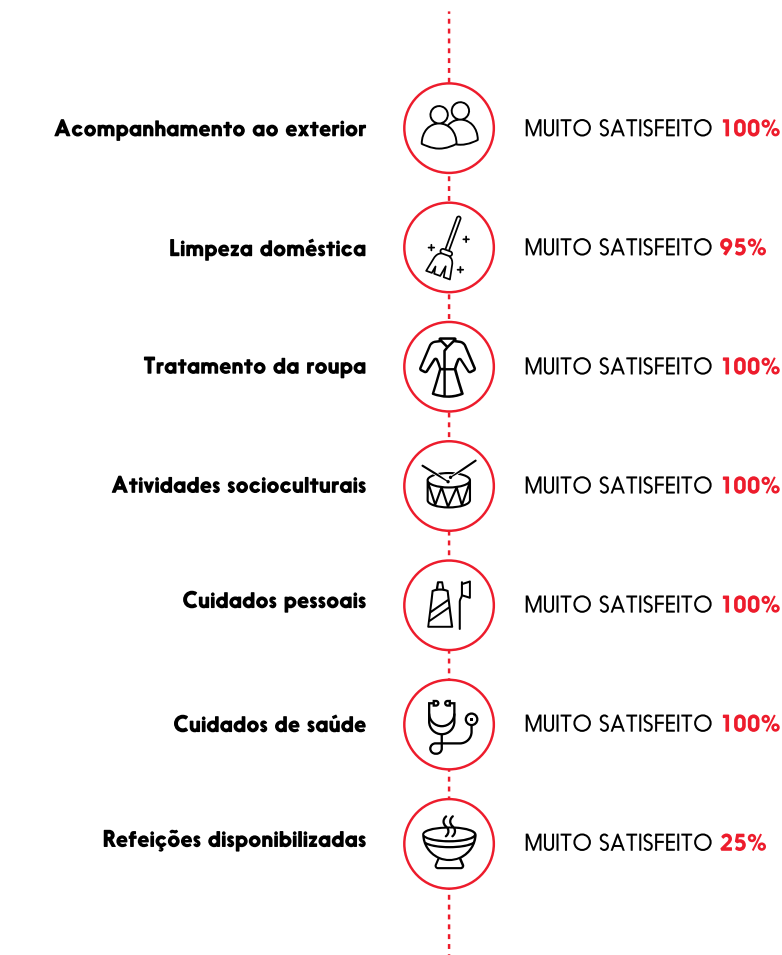 Acompanhamento ao exterior MUITO SATISFEITO 100%
Limpeza doméstica MUITO SATISFEITO 95%
Tratamento da roupa MUITO SATISFEITO 100%
Atividades socioculturais MUITO SATISFEITO 100%
Cuidados pessoais MUITO SATISFEITO 100%
Cuidados de saúde MUITO SATISFEITO 100%
Refeições disponibilizadas MUITO SATISFEITO 25%